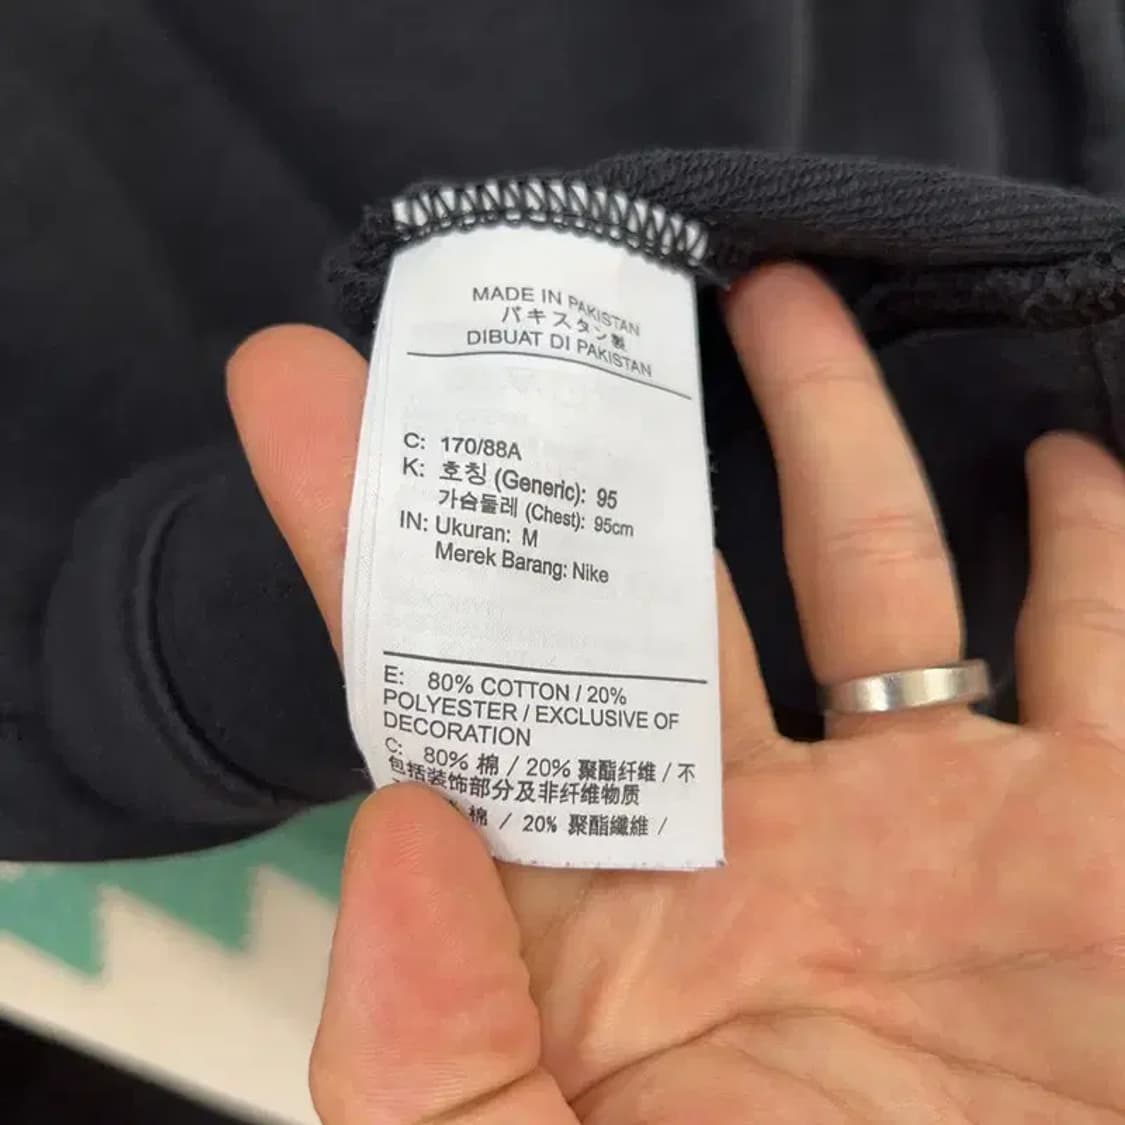 MADE IN PAKISTAN
パキスタン製
DIBUAT DI PAKISTAN
C: 170/88A
K: 호칭 (Generic): 95
가슴둘레 (Chest): 95cm
IN: Ukuran: M
Merek Barang: Nike
E: 80% COTTON / 20%
POLYESTER / EXCLUSIVE OF
DECORATION
C: 80% 棉 / 20% 聚酯纤维 / 不
包括装饰部分及非纤维物质
棉 / 20% 聚酯纖維 /